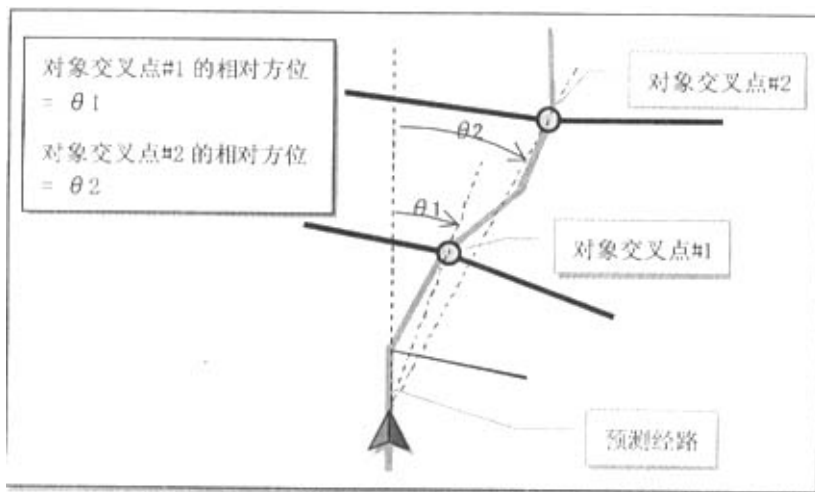 对象交叉点#1 的相对方位
= θ1
对象交叉点#2 的相对方位
= θ2
对象交叉点#2
θ2
θ1
对象交叉点#1
预测经路